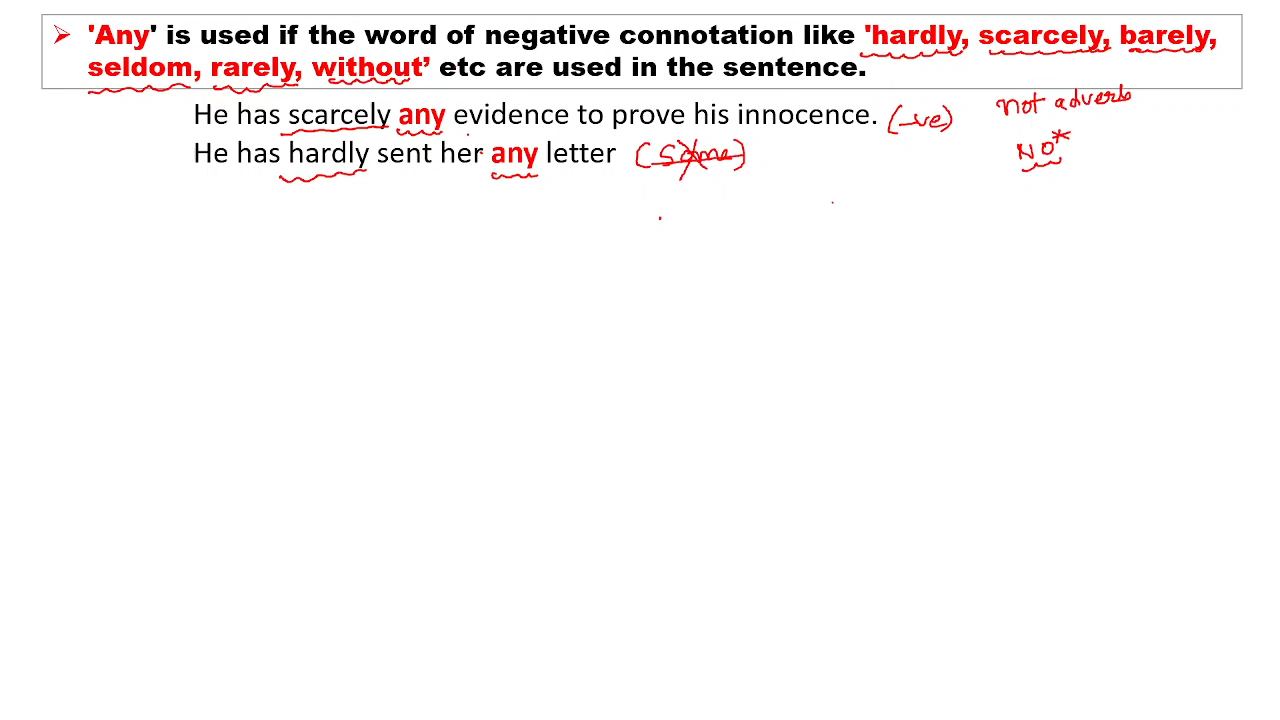 ➢ 'Any' is used if the word of negative connotation like 'hardly, scarcely, barely,
seldom, rarely, without’ etc are used in the sentence.
He has scarcely any evidence to prove his innocence. (-ve)
not adverb
He has hardly sent her any letter (some)
NO*